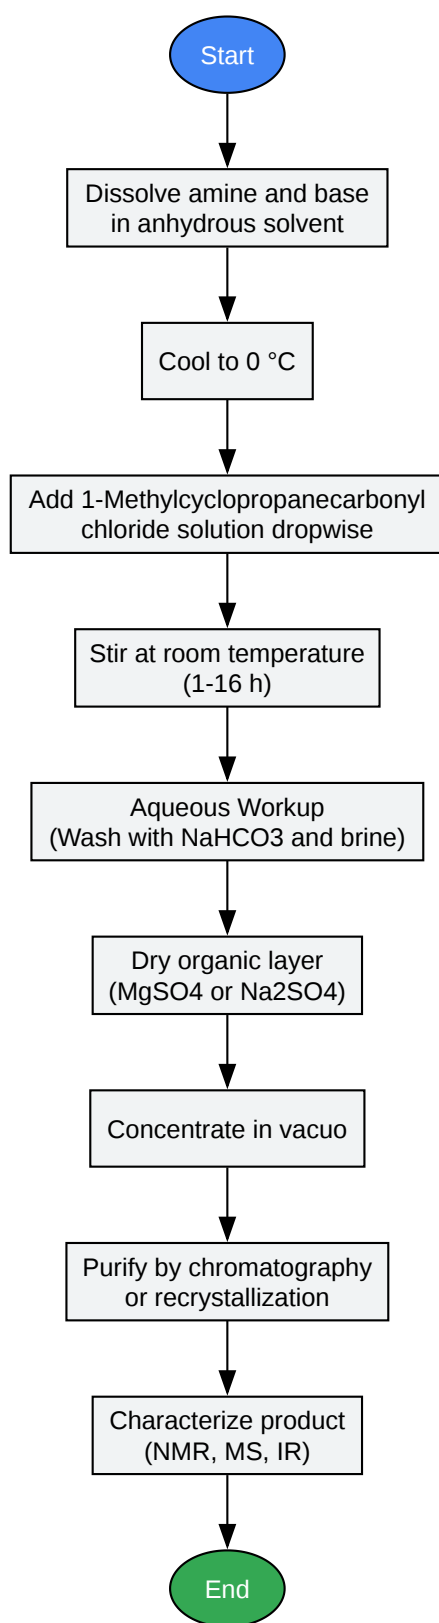 Start
Dissolve amine and base
in anhydrous solvent
Cool to 0 °C
Add 1-Methylcyclopropanecarbonyl
chloride solution dropwise
Stir at room temperature
(1-16 h)
Aqueous Workup
(Wash with NaHCO3 and brine)
Dry organic layer
(MgSO4 or Na2SO4)
Concentrate in vacuo
Purify by chromatography
or recrystallization
Characterize product
(NMR, MS, IR)
End